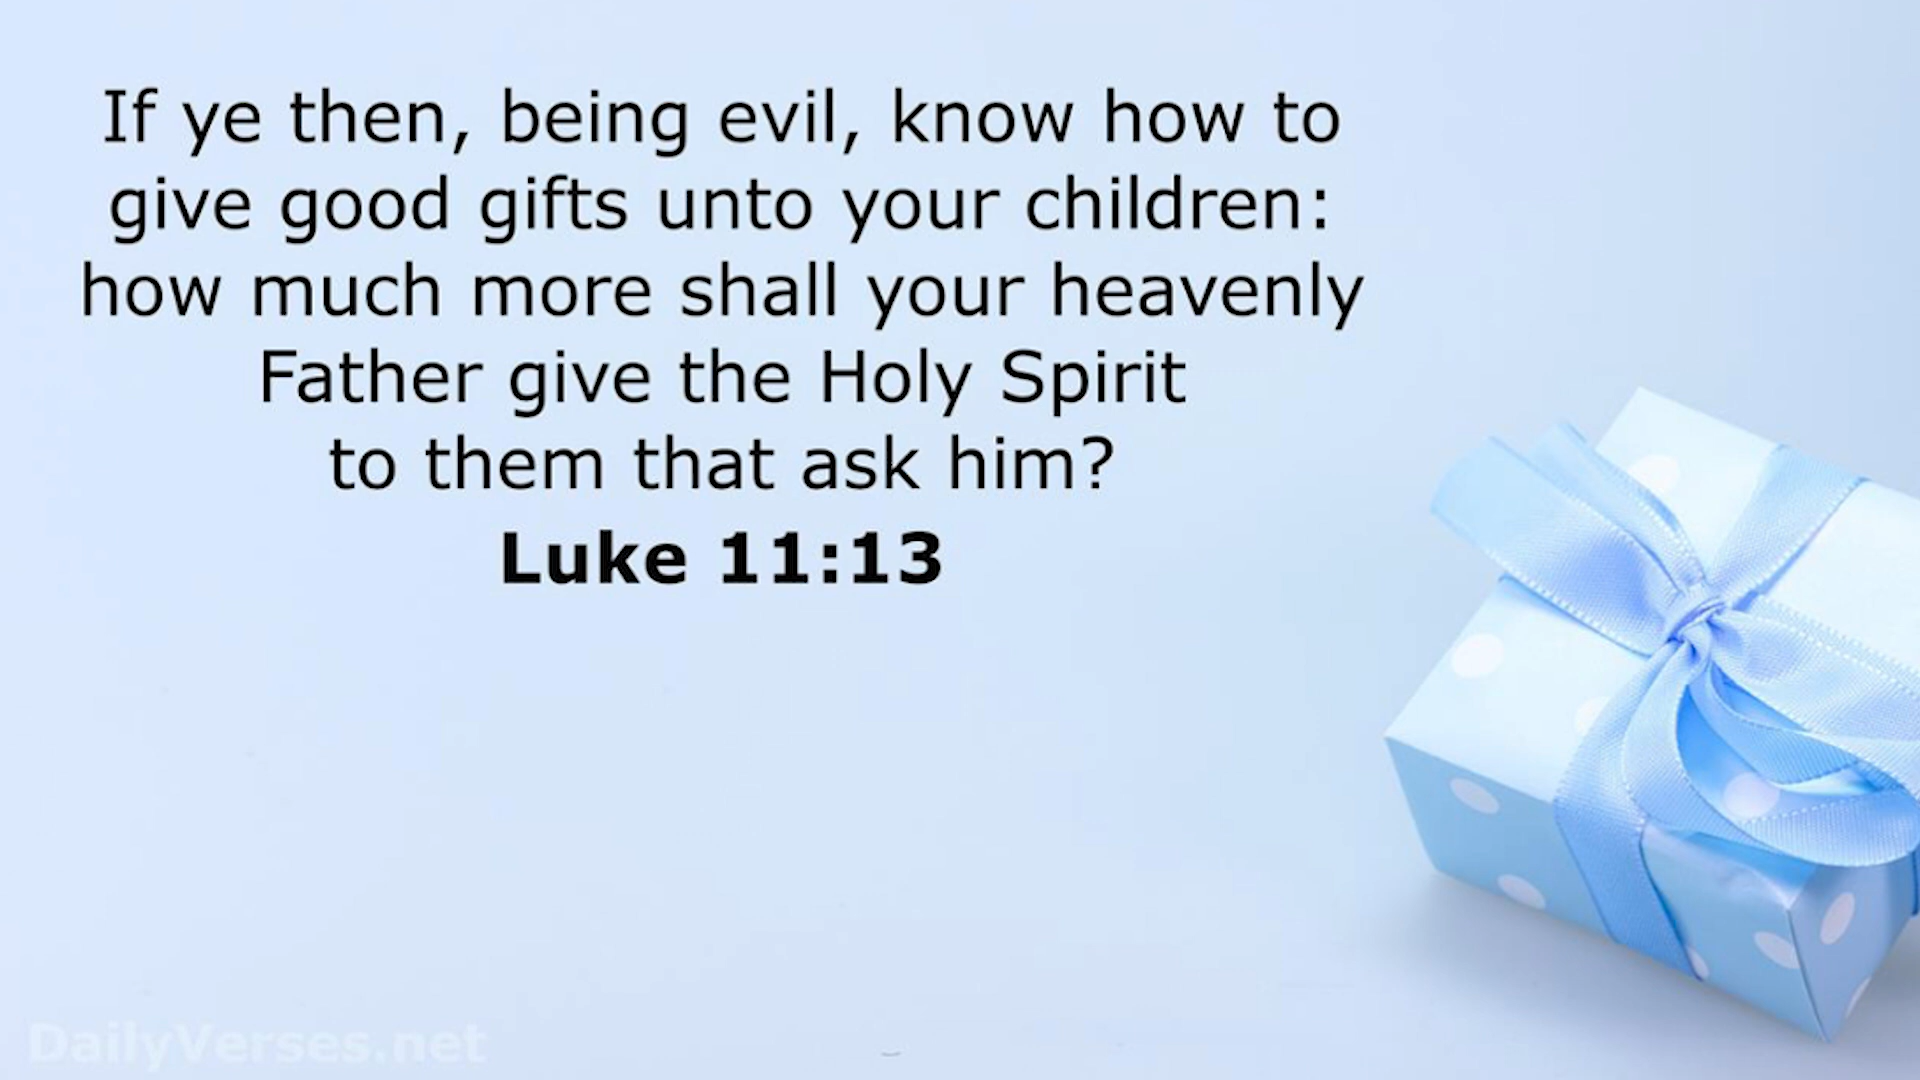 If ye then, being evil, know how to
give good gifts unto your children:
how much more shall your heavenly
Father give the Holy Spirit
to them that ask him?
Luke 11:13
DailyVerses.net